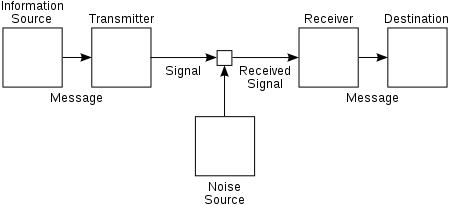 Information
Source
Transmitter
Receiver
Destination
Signal
Received
Signal
Message
Message
Noise
Source